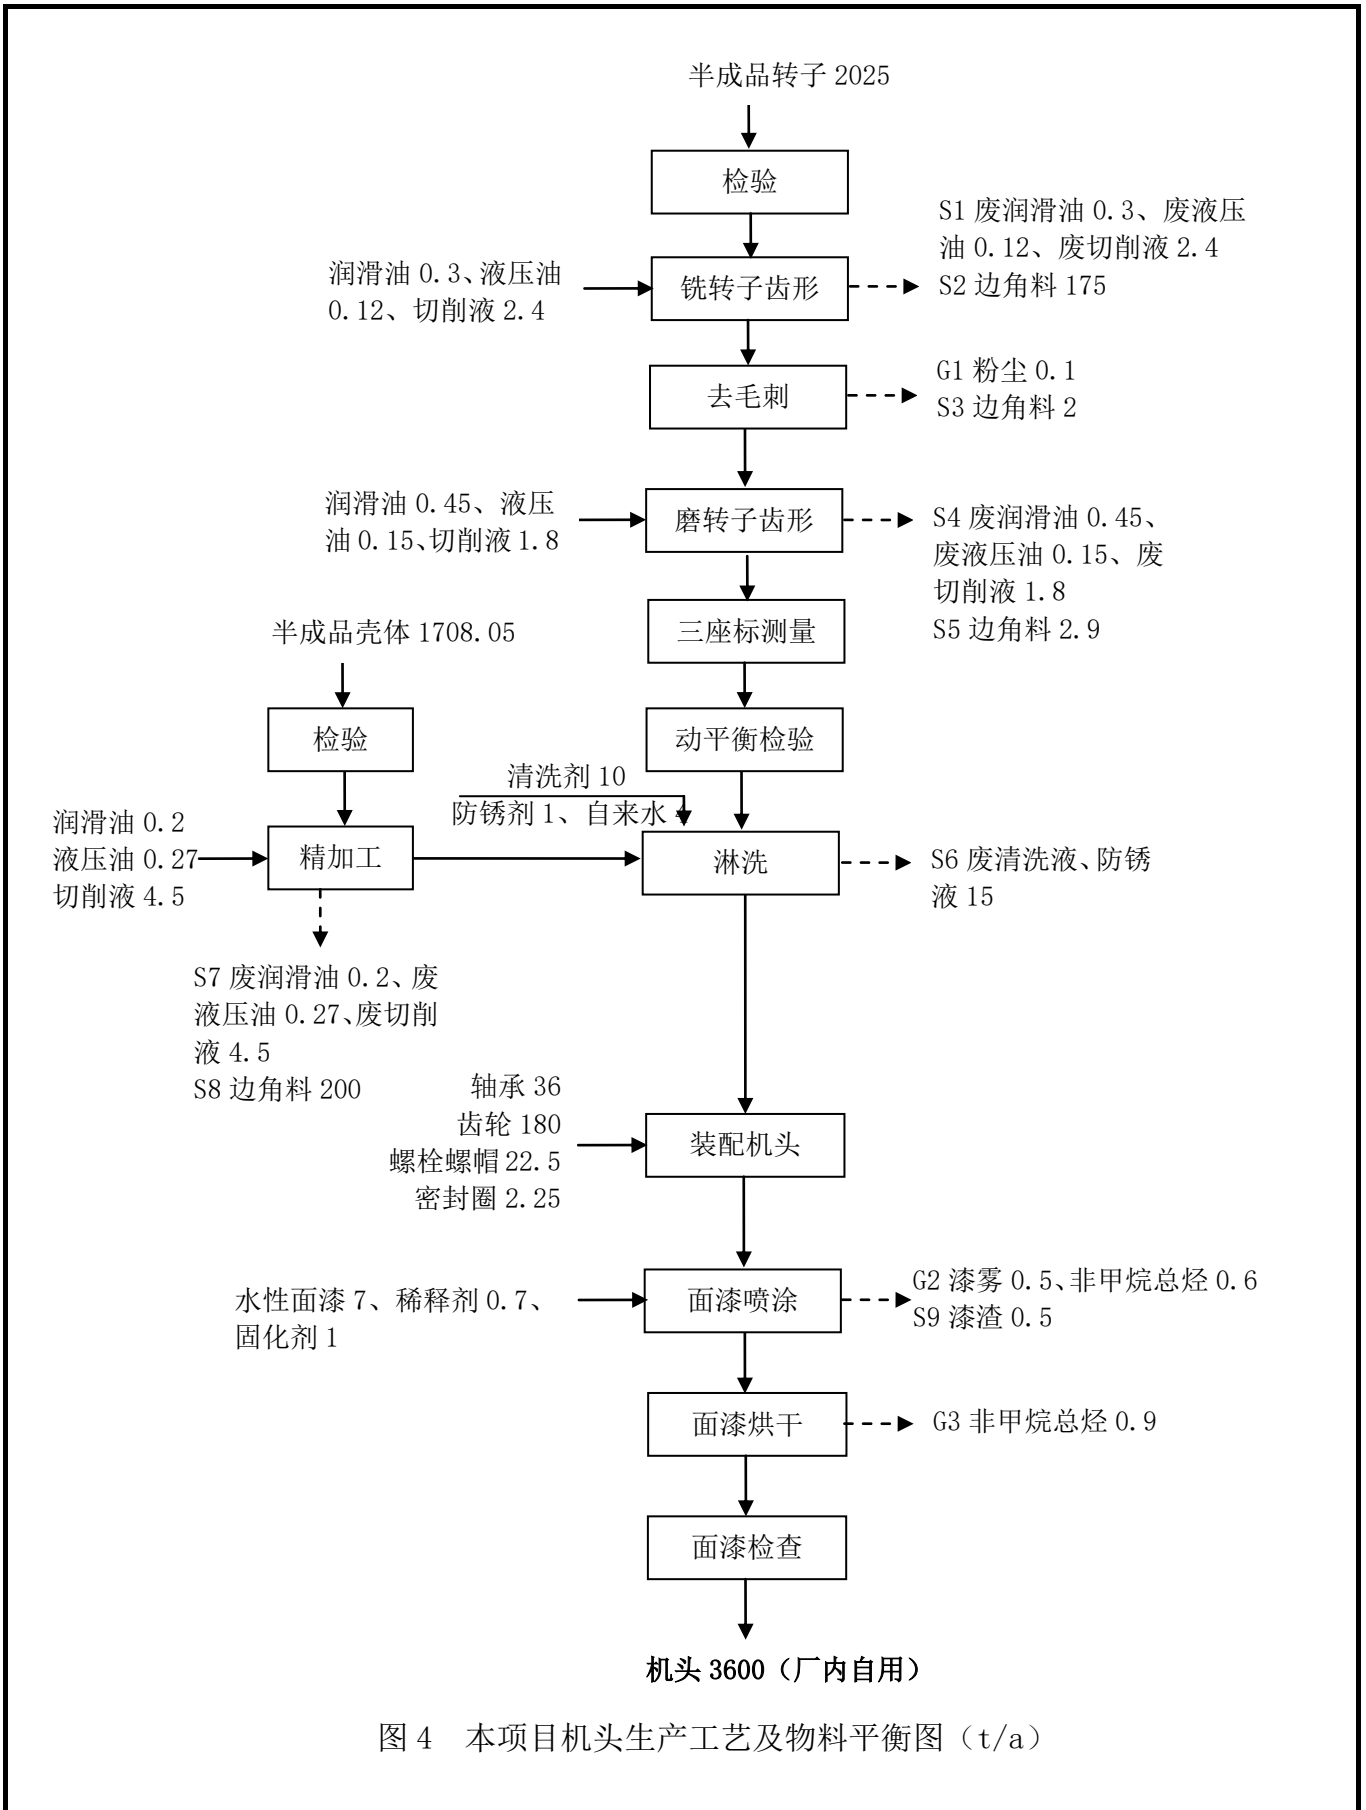 半成品转子 2025
检验
S1 废润滑油 0.3、废液压
油 0.12、废切削液 2.4
S2 边角料 175
润滑油 0.3、液压油
0.12、切削液 2.4
铣转子齿形
G1 粉尘 0.1
S3 边角料 2
去毛刺
润滑油 0.45、液压
油 0.15、切削液 1.8
磨转子齿形
S4 废润滑油 0.45、
废液压油 0.15、废
切削液 1.8
S5 边角料 2.9
三座标测量
半成品壳体 1708.05
检验
动平衡检验
清洗剂 10
防锈剂 1、自来水 4
润滑油 0.2
液压油 0.27
切削液 4.5
精加工
淋洗
S6 废清洗液、防锈
液 15
S7 废润滑油 0.2、废
液压油 0.27、废切削
液 4.5
S8 边角料 200
轴承 36
齿轮 180
螺栓螺帽 22.5
密封圈 2.25
装配机头
水性面漆 7、稀释剂 0.7、
固化剂 1
面漆喷涂
G2 漆雾 0.5、非甲烷总烃 0.6
S9 漆渣 0.5
面漆烘干
G3 非甲烷总烃 0.9
面漆检查
机头 3600（厂内自用）
图 4 本项目机头生产工艺及物料平衡图（t/a）